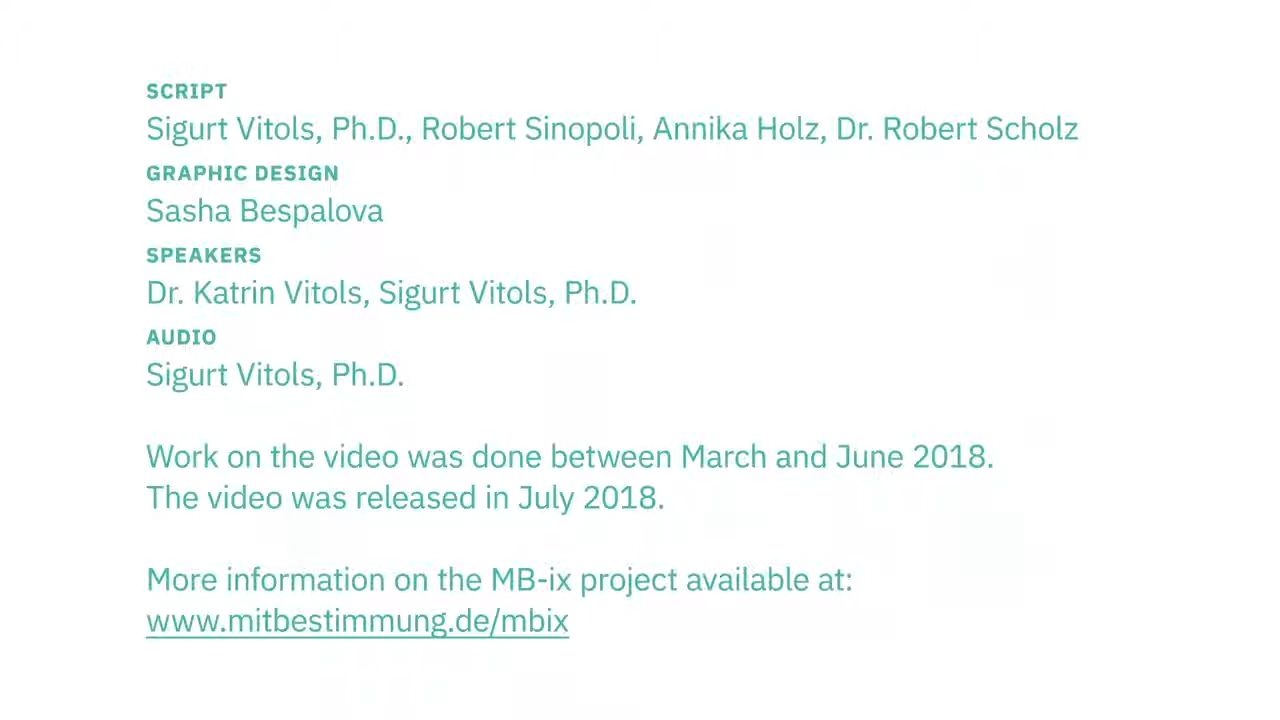 SCRIPT
Sigurt Vitols, Ph.D., Robert Sinopoli, Annika Holz, Dr. Robert Scholz
GRAPHIC DESIGN
Sasha Bespalova
SPEAKERS
Dr. Katrin Vitols, Sigurt Vitols, Ph.D.
AUDIO
Sigurt Vitols, Ph.D.
Work on the video was done between March and June 2018.
The video was released in July 2018.
More information on the MB-ix project available at:
www.mitbestimmung.de/mbix